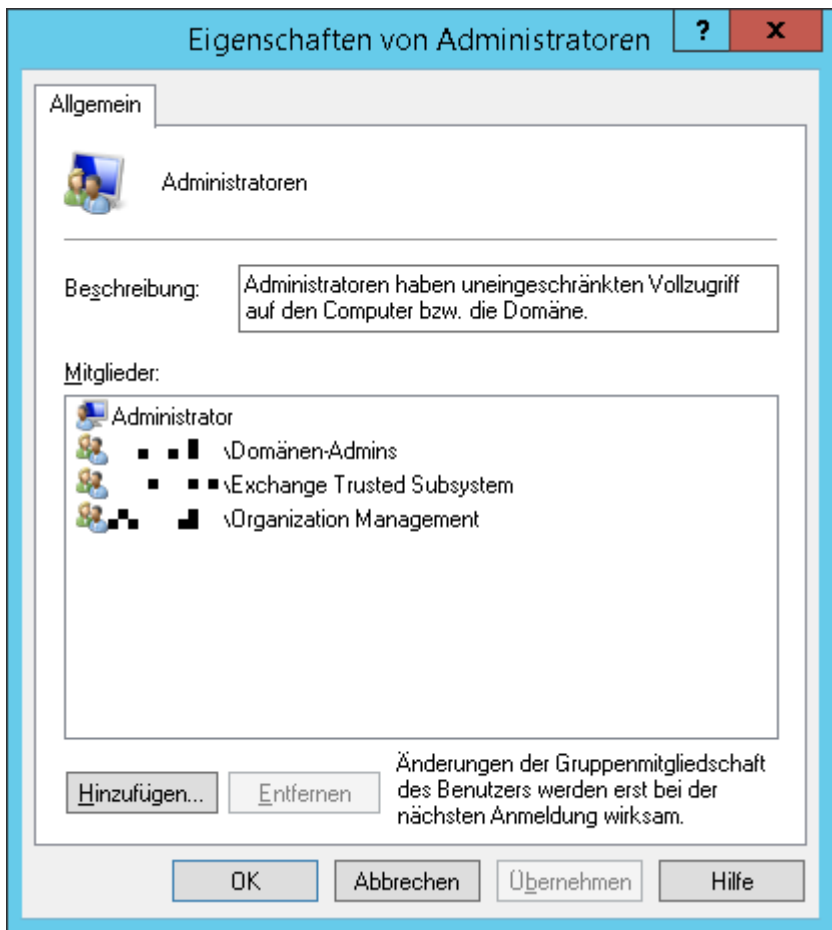 Eigenschaften von Administratoren
?
x
Allgemein
Administratoren
Beschreibung:
Administratoren haben uneingeschränkten Vollzugriff
auf den Computer bzw. die Domäne.
Mitglieder:
Administrator
\Domänen-Admins
\Exchange Trusted Subsystem
\Organization Management
Hinzufügen...
Entfernen
Änderungen der Gruppenmitgliedschaft
des Benutzers werden erst bei der
nächsten Anmeldung wirksam.
OK
Abbrechen
Übernehmen
Hilfe